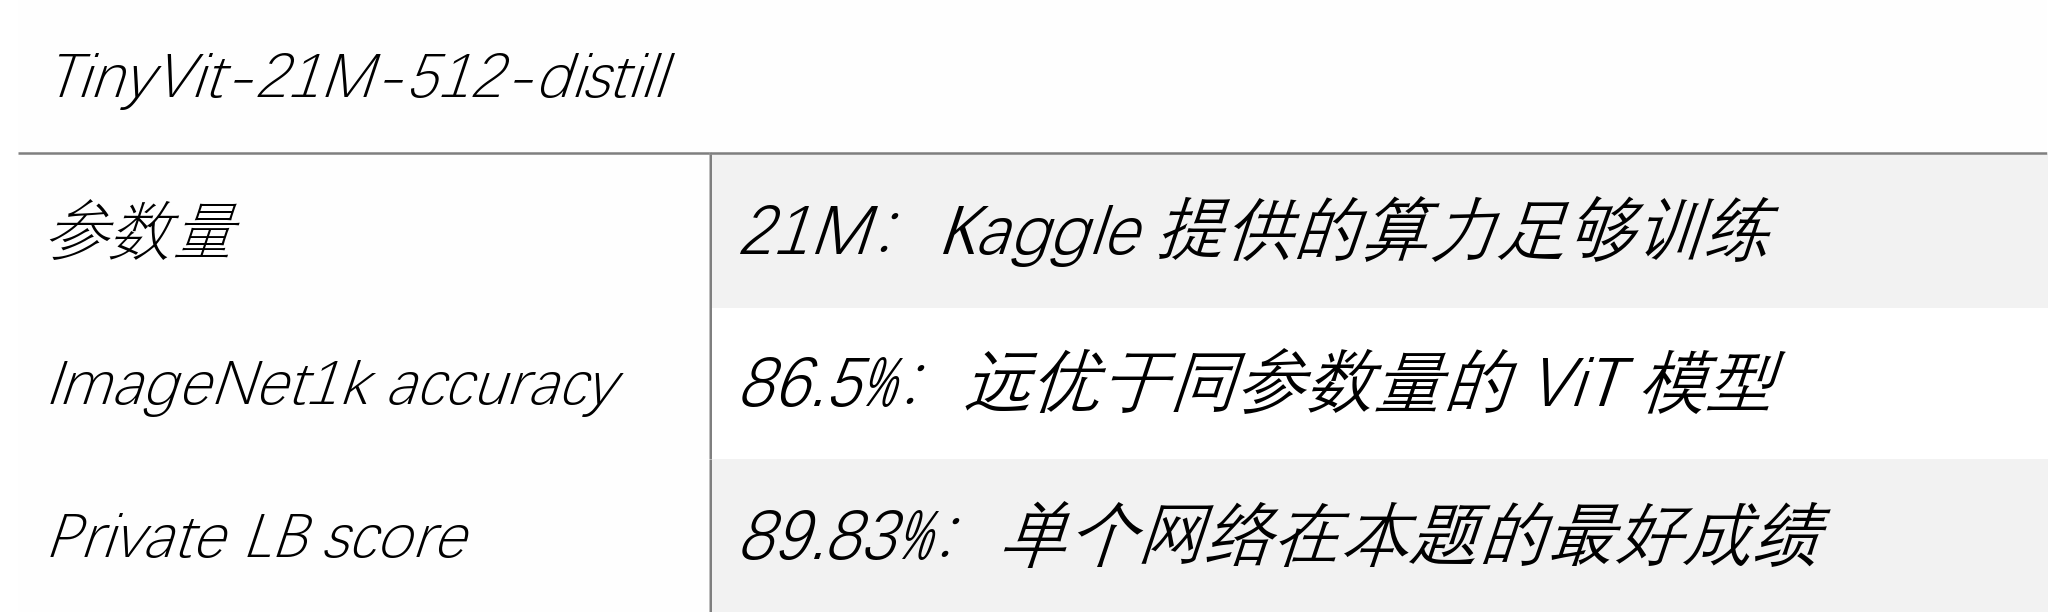 TinyVit-21M-512-distill
参数量
21M： Kaggle 提供的算力足够训练
ImageNet1k accuracy
86.5%：远优于同参数量的 ViT 模型
Private LB score
89.83%： 单个网络在本题的最好成绩